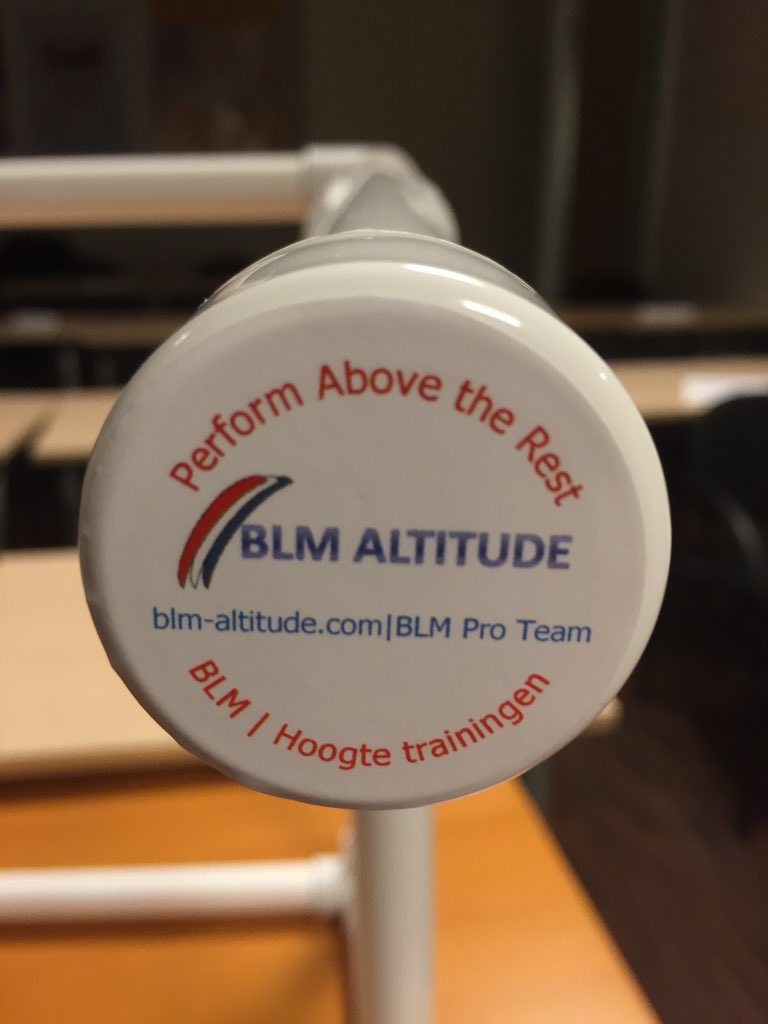 Perform Above the Rest
BLM ALTITUDE
blm-altitude.com|BLM Pro Team
BLM | Hoogte trainingen